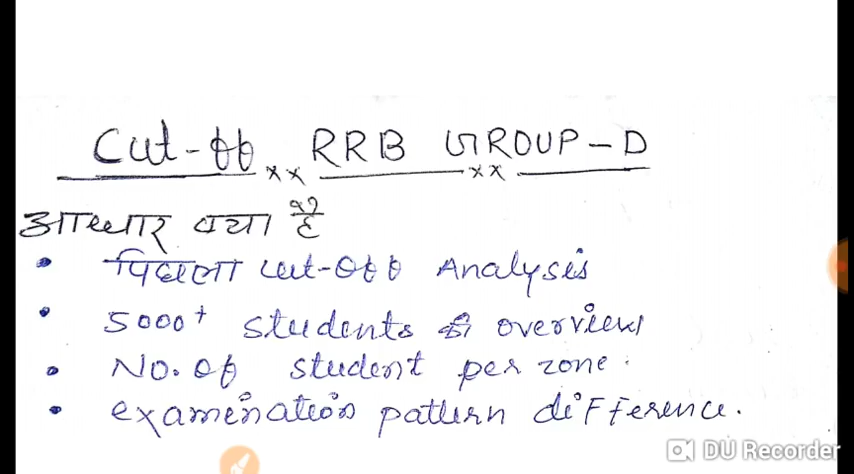 Cut-off RRB GROUP-D
आधार क्या है
• पिछला Cut-Off Analysis
• 5000+ students की overview
• No. of student per zone.
• examination pattern difference.
DU Recorder